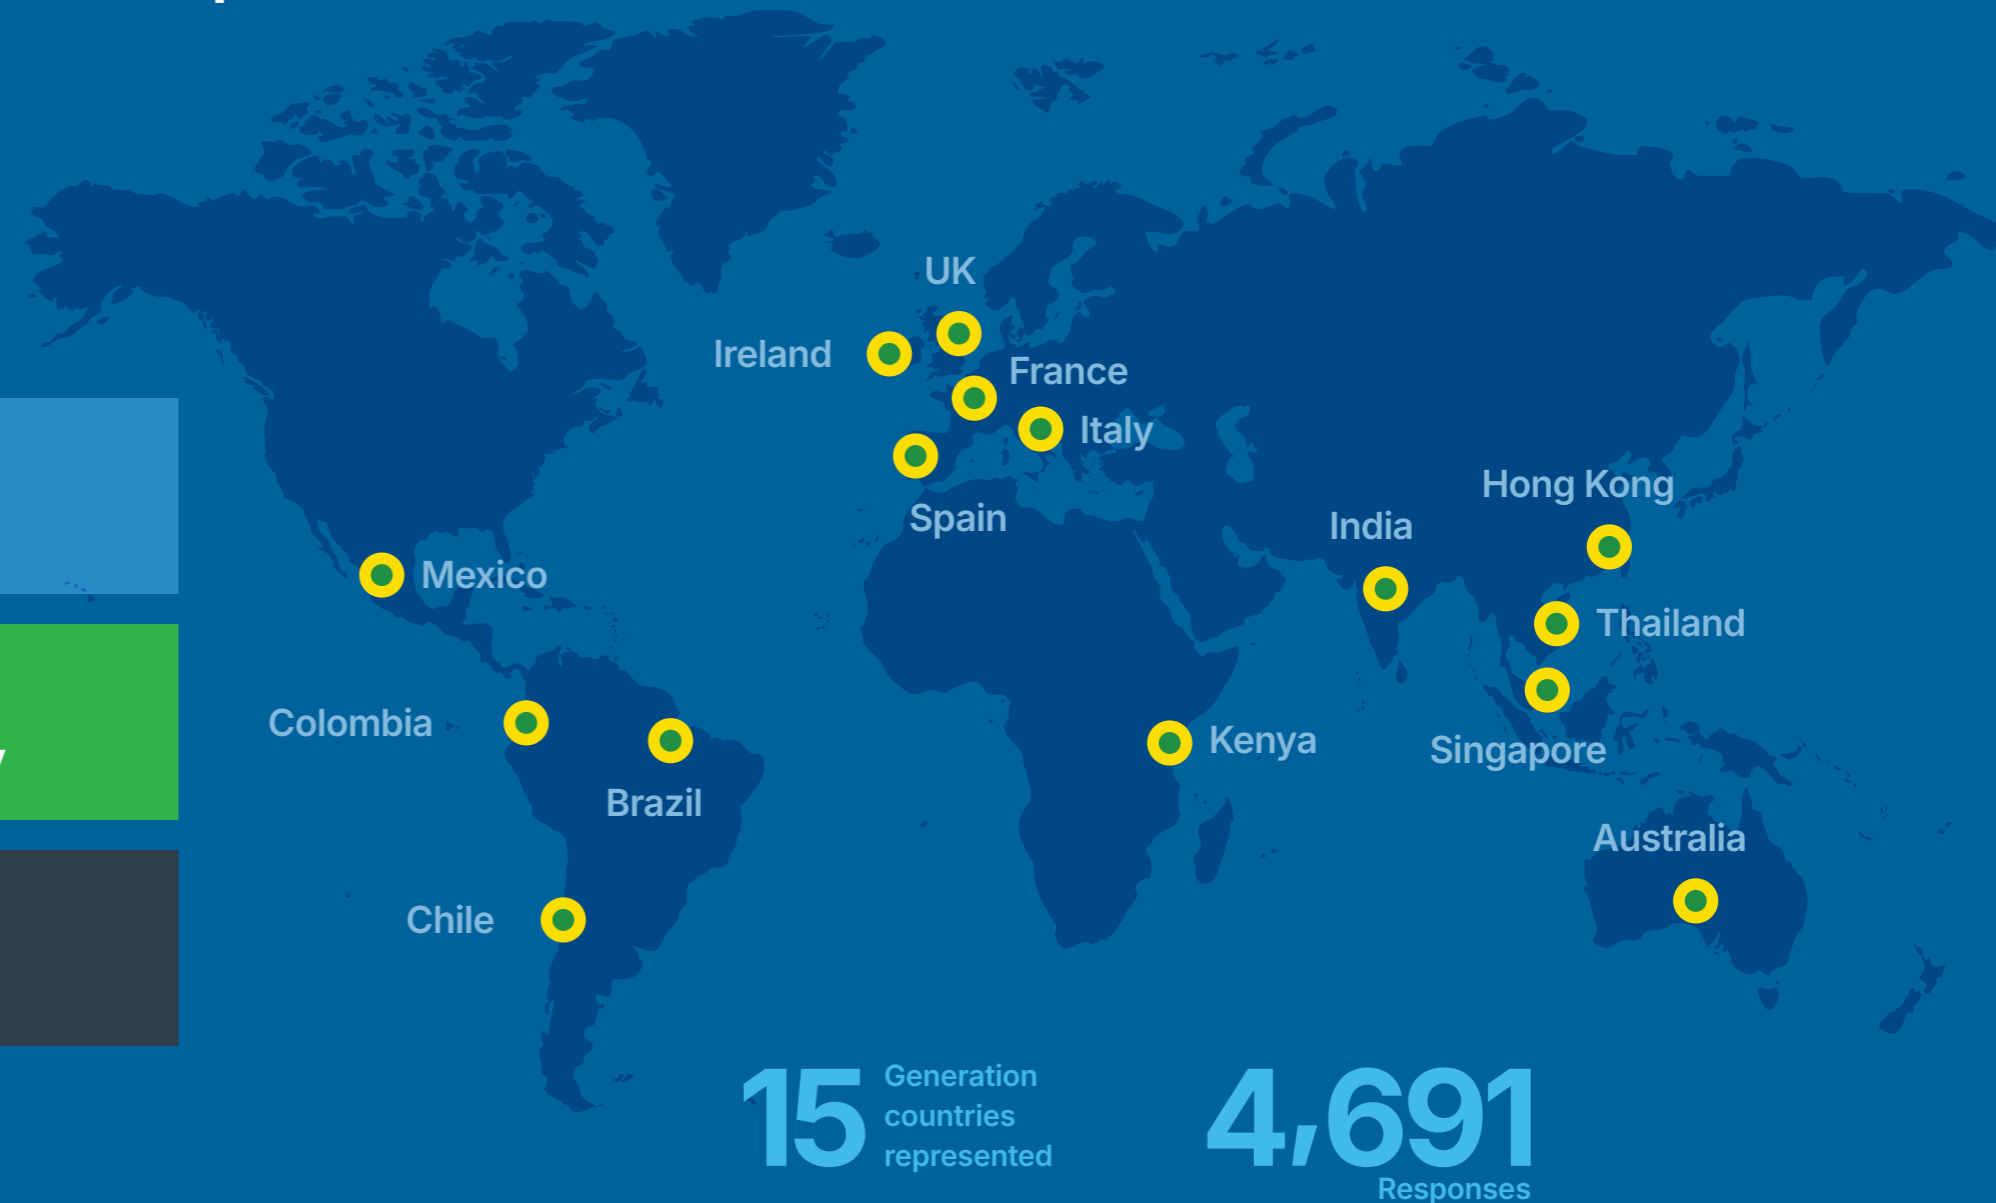 UK
Ireland
France
Italy
Spain
Hong Kong
India
Mexico
Thailand
Colombia
Kenya
Singapore
Brazil
Australia
Chile
15
Generation
countries
represented
4,691
Responses